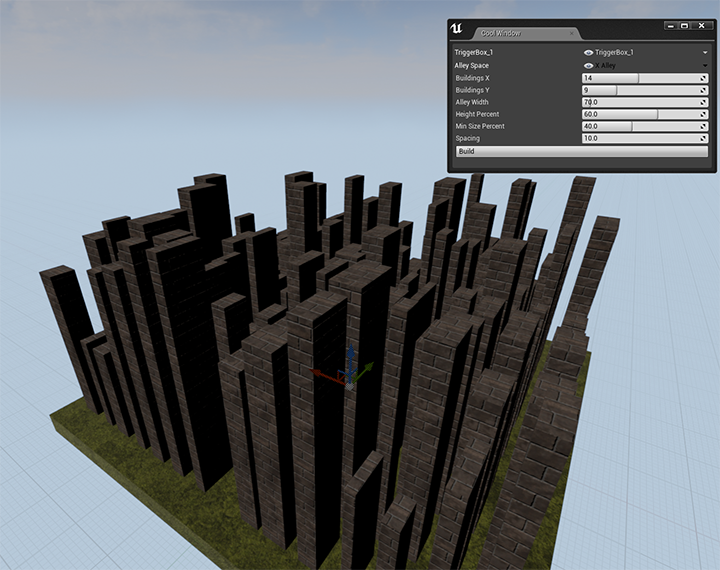 Cool Window
TriggerBox_1 TriggerBox_1
Alley Space X Alley
Buildings X 14
Buildings Y 9
Alley Width 70.0
Height Percent 60.0
Min Size Percent 40.0
Spacing 10.0
Build